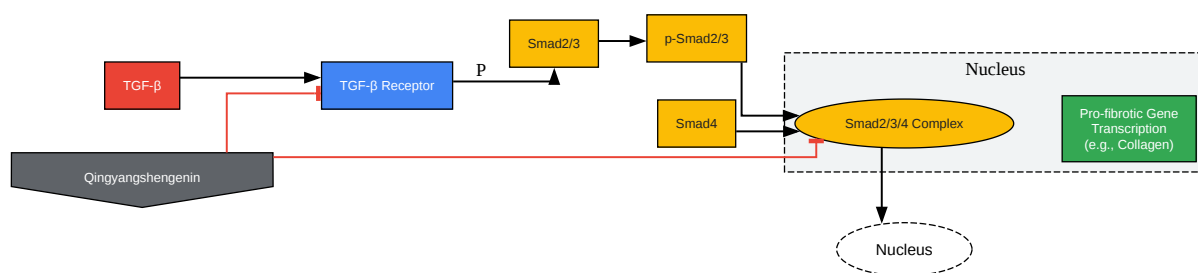 Smad2/3
p-Smad2/3
Nucleus
P
TGF-β
TGF-β Receptor
Smad4
Smad2/3/4 Complex
Pro-fibrotic Gene
Transcription
(e.g., Collagen)
Qingyangshengenin
Nucleus